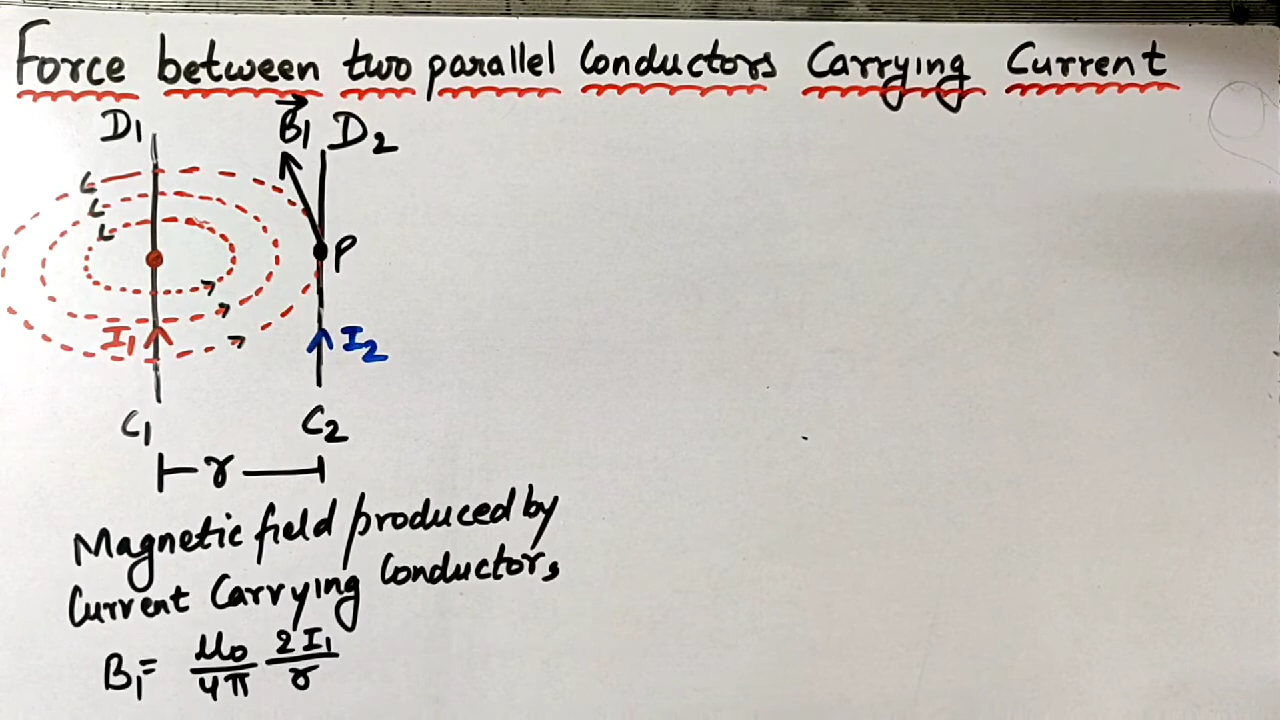 Force between two parallel Conductors Carrying Current
D1 B⃗1 D2
P
I1 I2
C1 C2
r
Magnetic field produced by
Current Carrying Conductors
B1 = μ0/4π 2I1/r